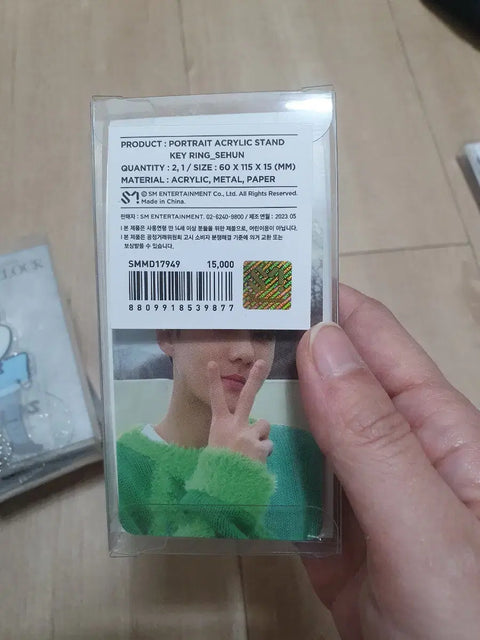 PRODUCT : PORTRAIT ACRYLIC STAND
KEY RING_SEHUN
QUANTITY : 2, 1 / SIZE : 60 X 115 X 15 (MM)
MATERIAL : ACRYLIC, METAL, PAPER
SM © SM ENTERTAINMENT Co., Ltd. All Rights Reserved.
Made in China.
판매자 : SM ENTERTAINMENT. 02-6240-9800 / 제조 연월 : 2023. 05
본 제품은 사용연령 만 14세 이상 분들을 위한 제품으로, 어린이용이 아닙니다.
본 제품은 공정거래위원회 고시 소비자 분쟁해결 기준에 의거 교환 또는
보상받을 수 있습니다.
SMMD17949 15,000
8809918539877
LOCK